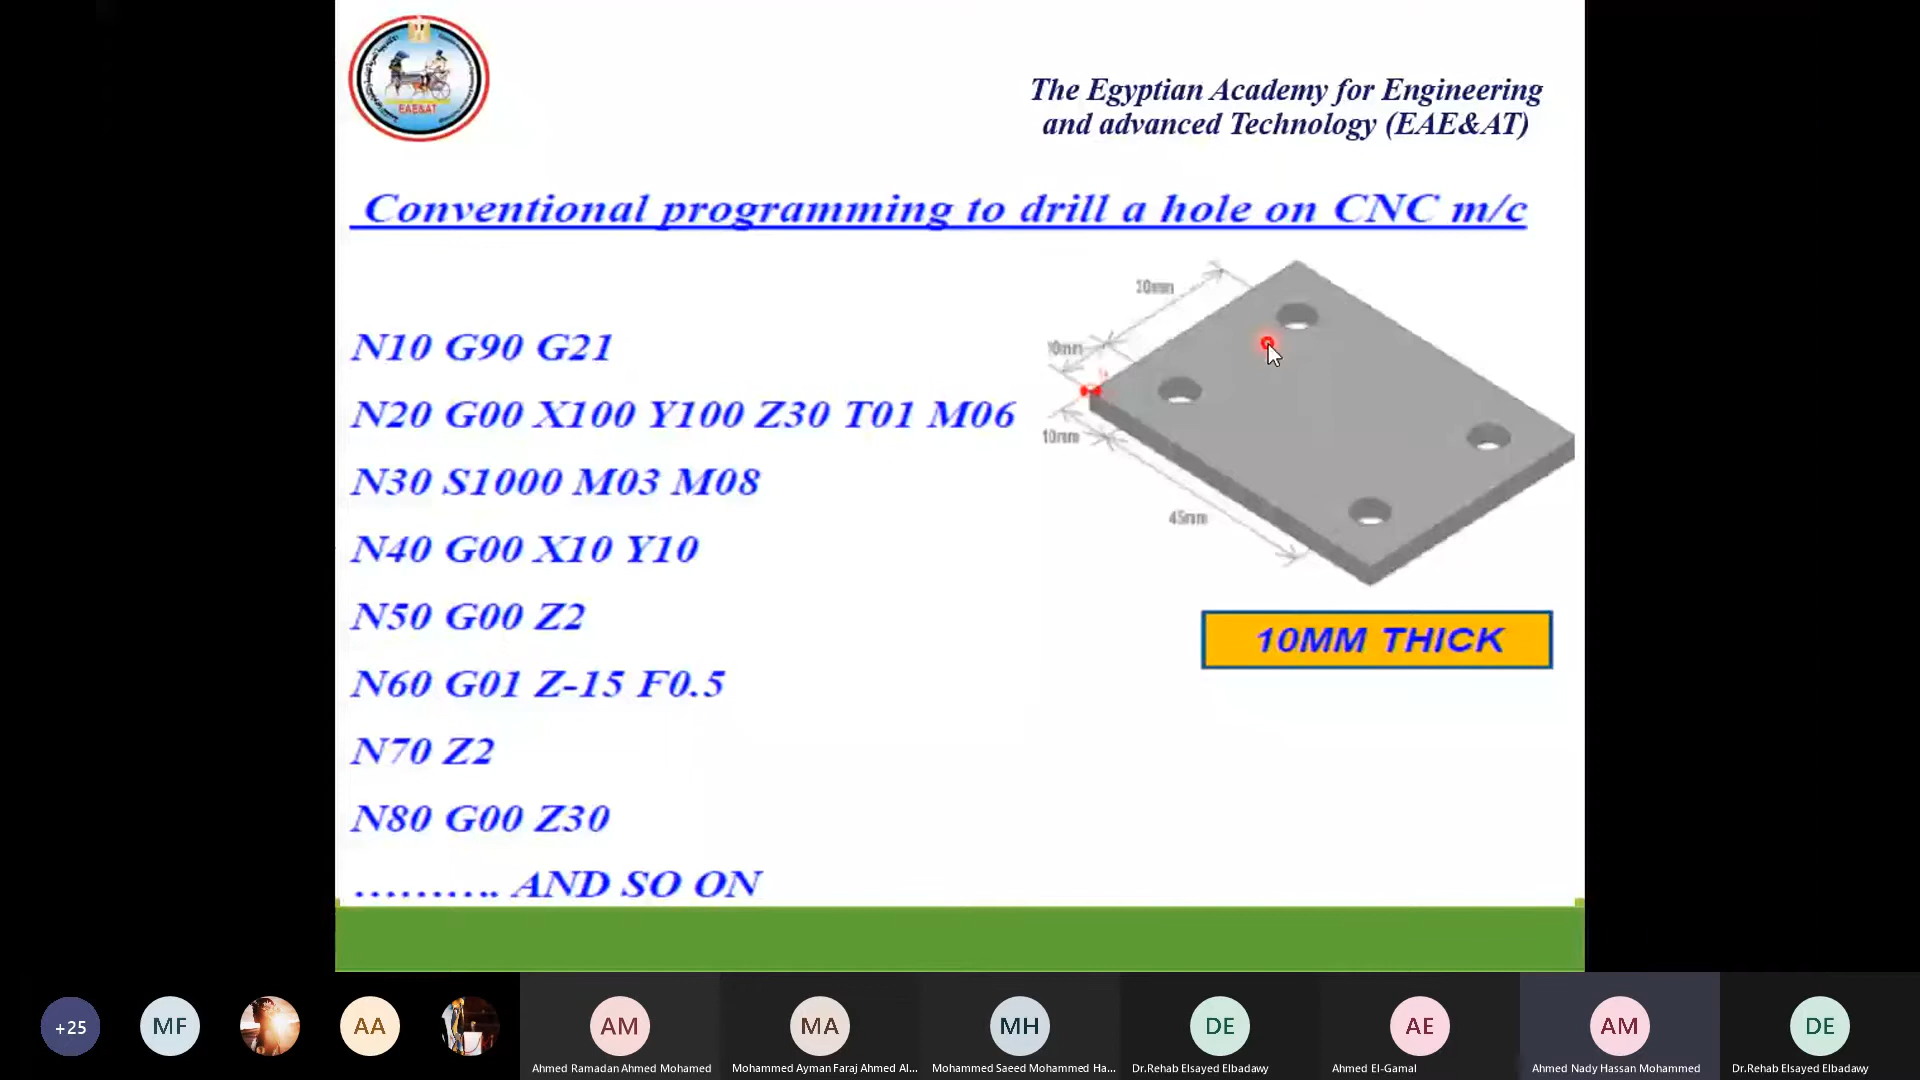 EAE&AT
The Egyptian Academy for Engineering
and advanced Technology (EAE&AT)
Conventional programming to drill a hole on CNC m/c
N10 G90 G21
N20 G00 X100 Y100 Z30 T01 M06
N30 S1000 M03 M08
N40 G00 X10 Y10
N50 G00 Z2
N60 G01 Z-15 F0.5
N70 Z2
N80 G00 Z30
.......... AND SO ON
10mm
45mm
10MM THICK
+25
MF
AA
AM
MA
MH
DE
AE
AM
DE
Ahmed Ramadan Ahmed Mohamed
Mohammed Ayman Faraj Ahmed Al...
Mohammed Saeed Mohammed Ha...
Dr.Rehab Elsayed Elbadawy
Ahmed El-Gamal
Ahmed Nady Hassan Mohammed
Dr.Rehab Elsayed Elbadawy